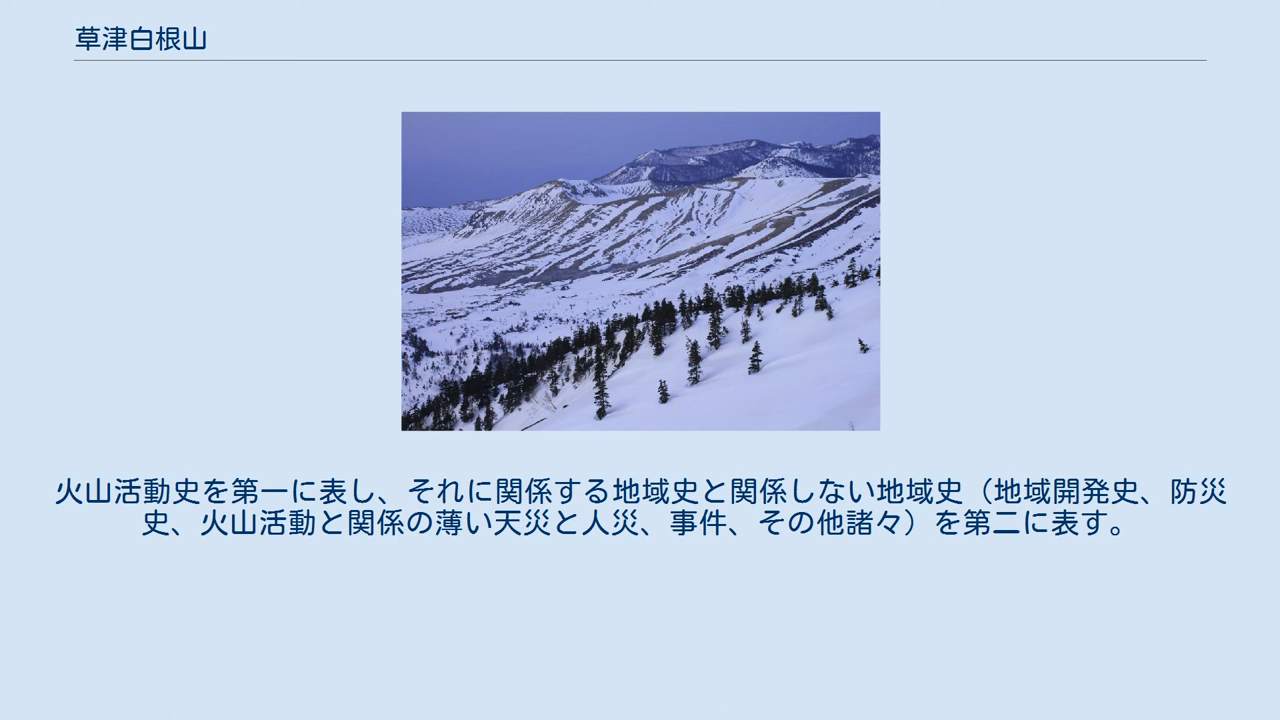 草津白根山
火山活動史を第一に表し、それに関係する地域史と関係しない地域史（地域開発史、防災
史、火山活動と関係の薄い天災と人災、事件、その他諸々）を第二に表す。